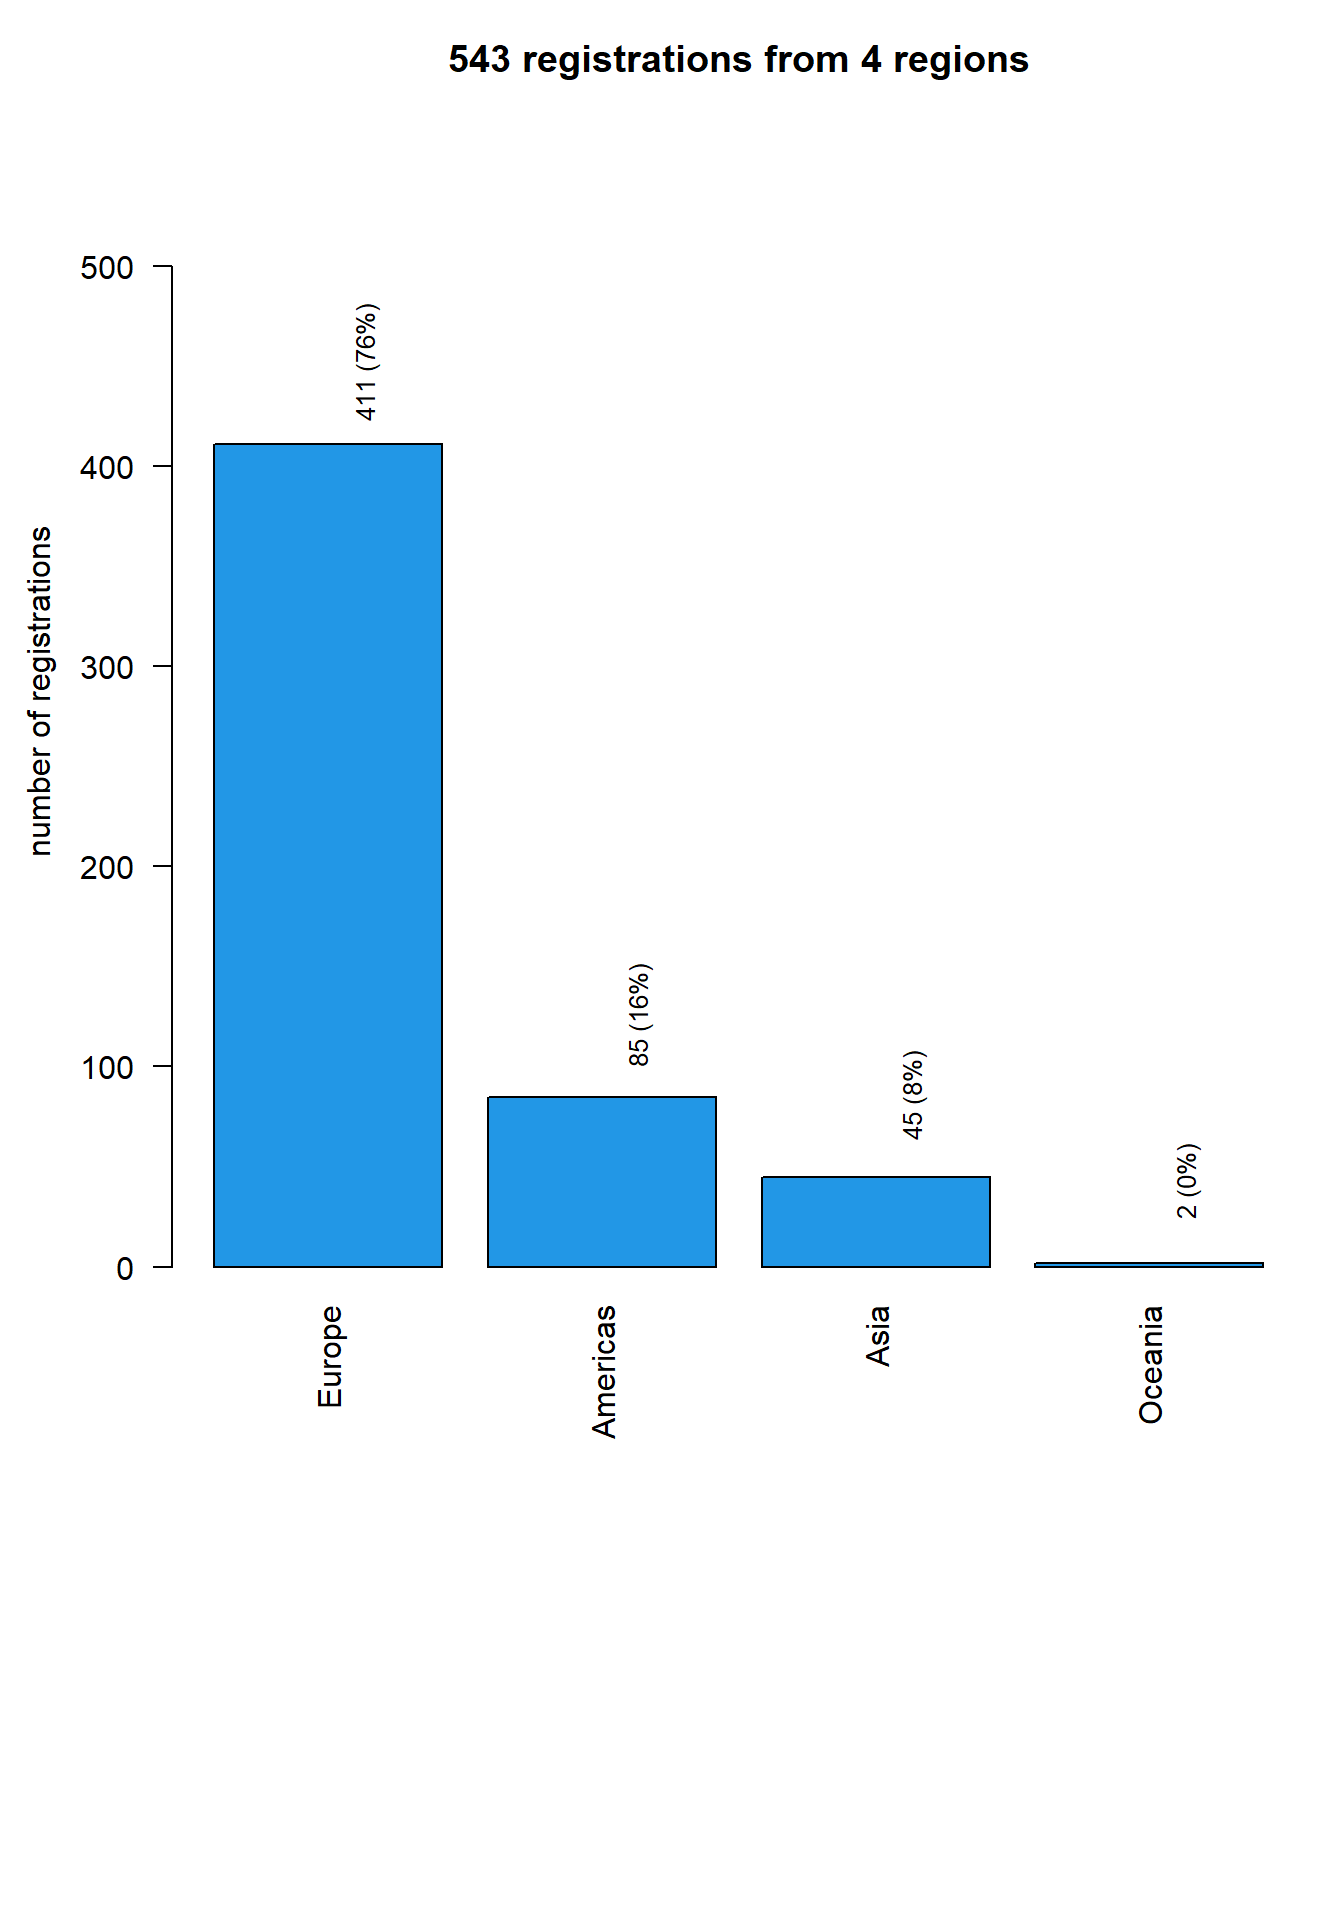 543 registrations from 4 regions
number of registrations
500
400
300
200
100
0
411 (76%)
85 (16%)
45 (8%)
2 (0%)
Europe
Americas
Asia
Oceania